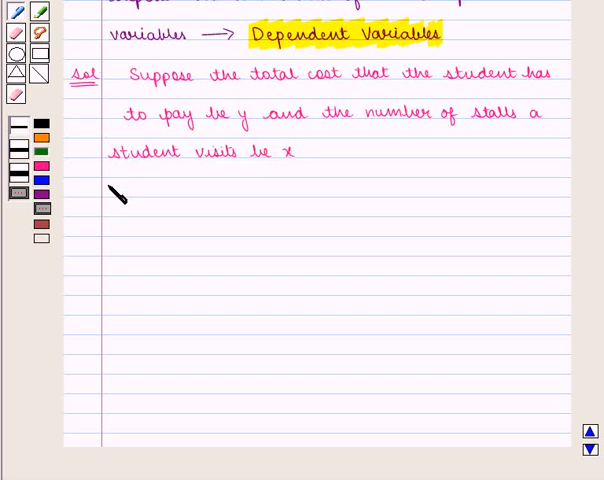 variables → Dependent Variables
Sol Suppose the total cost that the student has
to pay be y and the number of stalls a
student visits be x